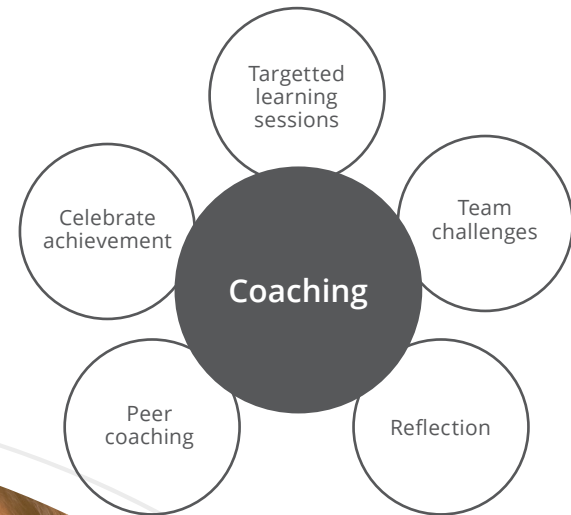 Targetted
learning
sessions
Team
challenges
Reflection
Peer
coaching
Celebrate
achievement
Coaching